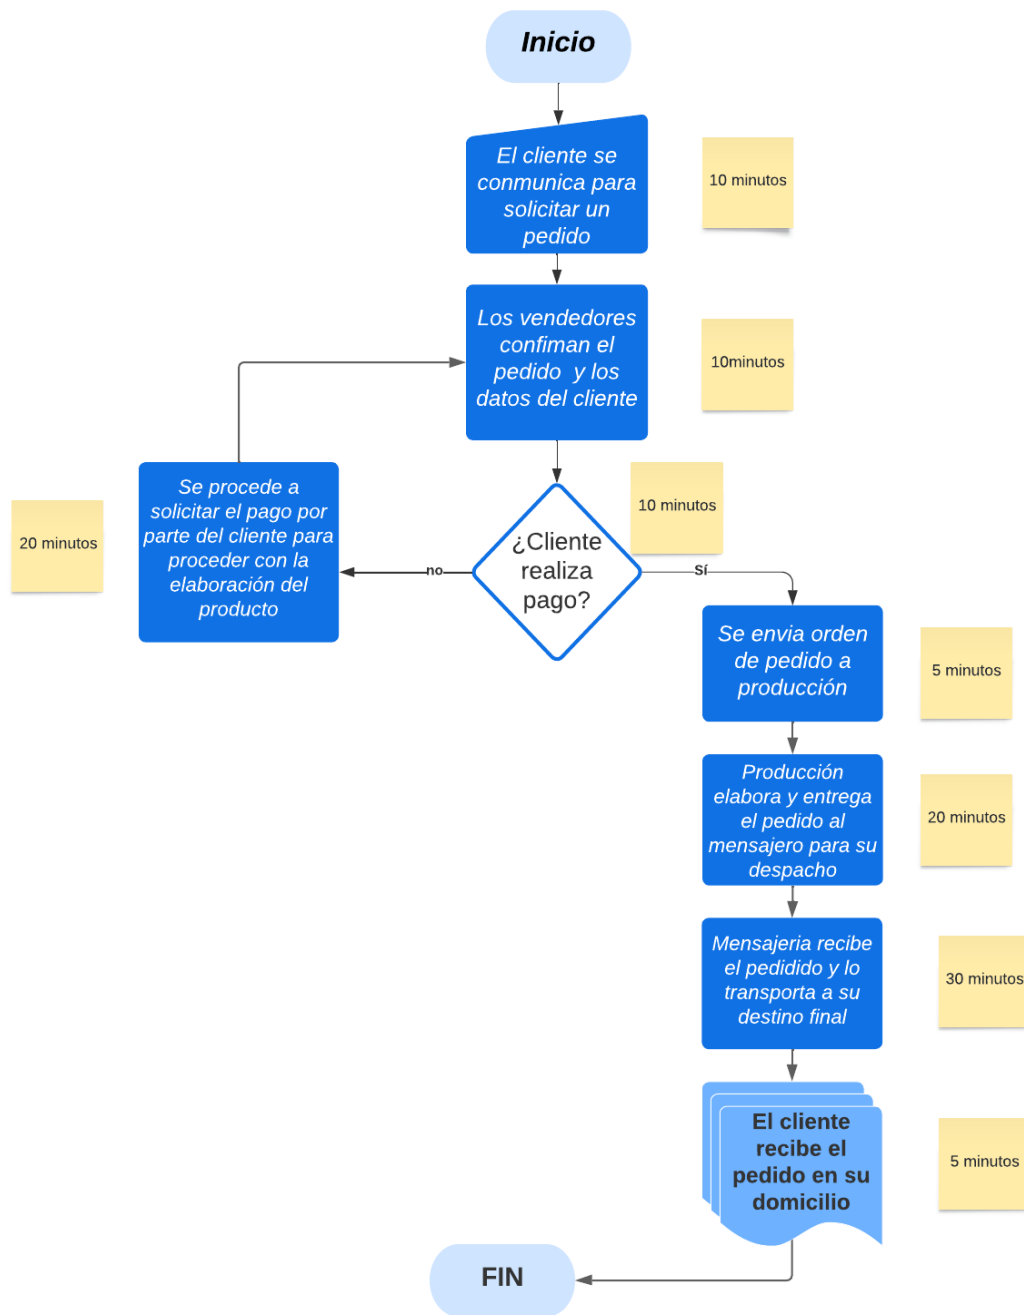 Inicio
El cliente se
conmunica para
solicitar un
pedido
10 minutos
Los vendedores
confiman el
pedido y los
datos del cliente
10minutos
Se procede a
solicitar el pago por
parte del cliente para
proceder con la
elaboración del
producto
20 minutos
¿Cliente
realiza
pago?
10 minutos
no
Sí
Se envia orden
de pedido a
producción
5 minutos
Producción
elabora y entrega
el pedido al
mensajero para su
despacho
20 minutos
Mensajeria recibe
el pedidido y lo
transporta a su
destino final
30 minutos
El cliente
recibe el
pedido en su
domicilio
5 minutos
FIN